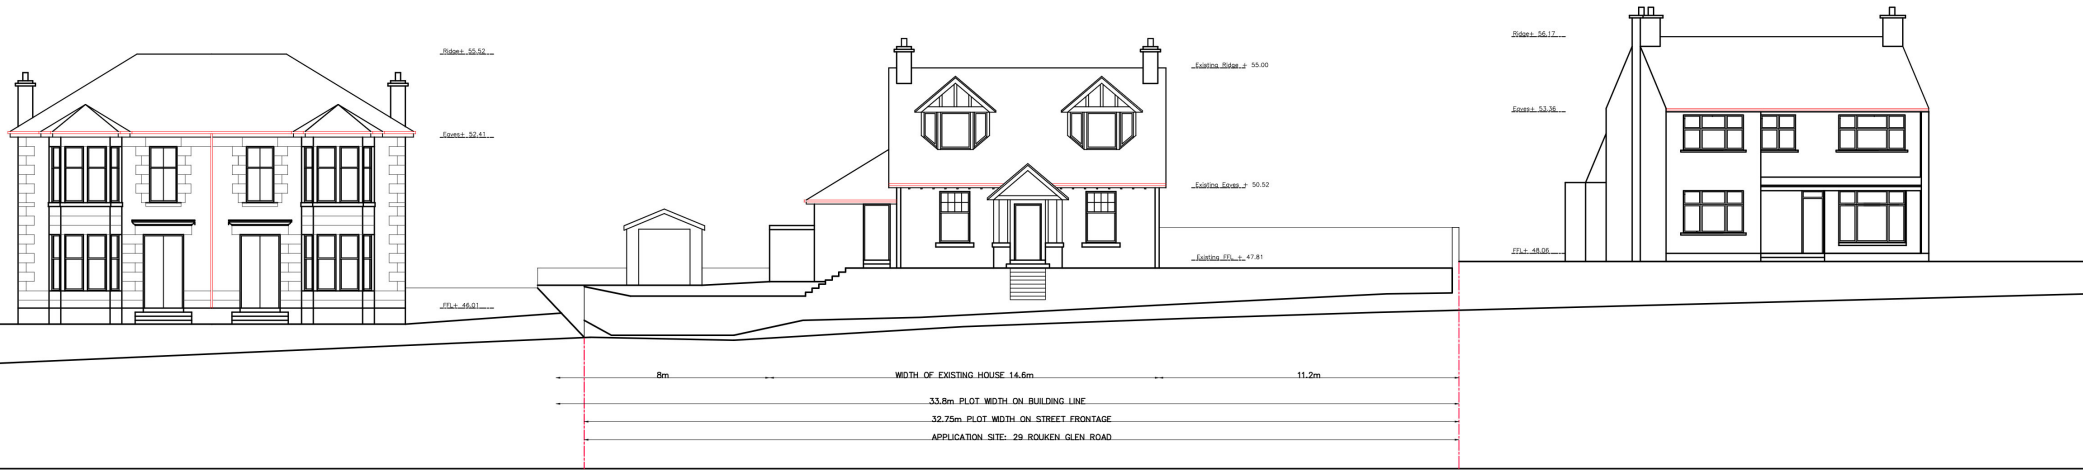 Ridge+ 55.52
Eaves+ 52.41
FFL+ 46.01
Existing Ridge + 55.00
Existing Eaves + 50.52
Existing FFL + 47.81
Ridge+ 56.17
Eaves+ 53.36
FFL+ 48.06
8m
WIDTH OF EXISTING HOUSE 14.6m
11.2m
33.8m PLOT WIDTH ON BUILDING LINE
32.75m PLOT WIDTH ON STREET FRONTAGE
APPLICATION SITE: 29 ROUKEN GLEN ROAD